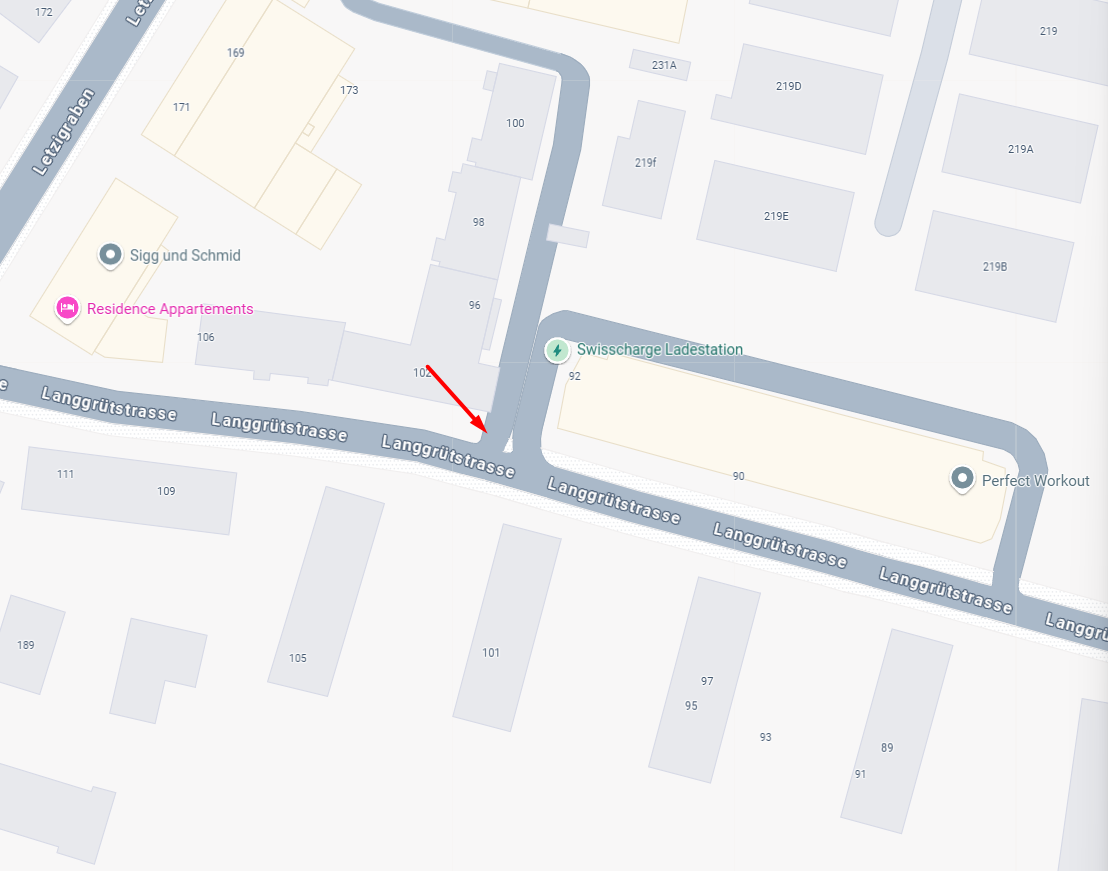 172
Letz
219
169
231A
219D
173
171
Letzigraben
100
219A
219f
219E
98
Sigg und Schmid
219B
96
Residence Appartements
106
Swisscharge Ladestation
102
92
e
Langgrütstrasse
Langgrütstrasse
Langgrütstrasse
111
109
90
Perfect Workout
Langgrütstrasse
Langgrütstrasse
Langgrütstrasse
Langgrü
189
105
101
97
95
93
89
91